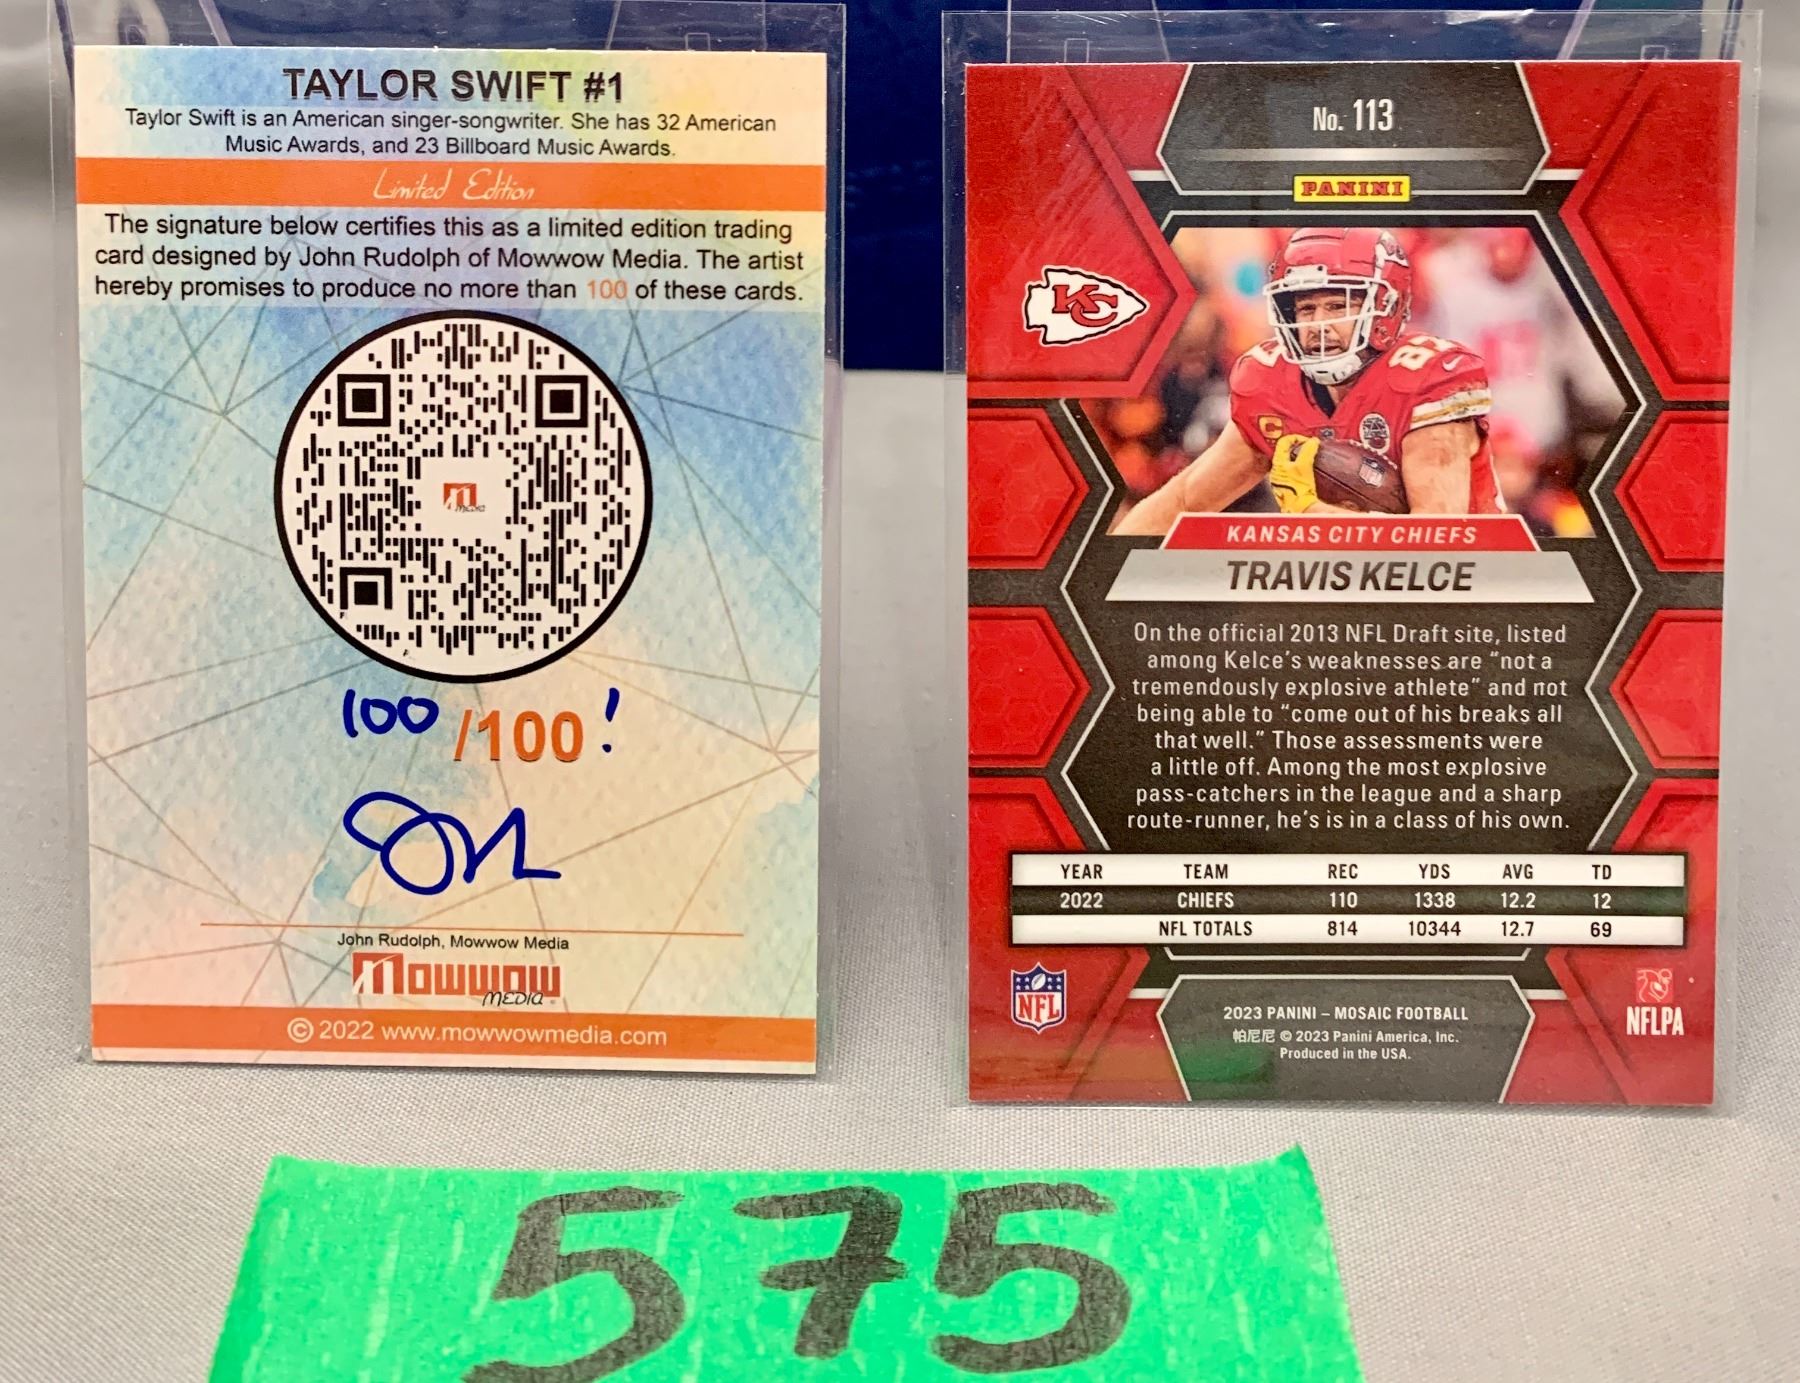 TAYLOR SWIFT #1
Taylor Swift is an American singer-songwriter. She has 32 American
Music Awards, and 23 Billboard Music Awards.
Limited Edition
The signature below certifies this as a limited edition trading
card designed by John Rudolph of Mowwow Media. The artist
hereby promises to produce no more than 100 of these cards.
M
MEDIA
100 /100 !
John Rudolph, Mowwow Media
Mowwow
MEDIA
© 2022 www.mowwowmedia.com
No. 113
PANINI
KC
87
C
KANSAS CITY CHIEFS
TRAVIS KELCE
On the official 2013 NFL Draft site, listed
among Kelce's weaknesses are "not a
tremendously explosive athlete" and not
being able to "come out of his breaks all
that well." Those assessments were
a little off. Among the most explosive
pass-catchers in the league and a sharp
route-runner, he's is in a class of his own.
YEAR TEAM REC YDS AVG TD
2022 CHIEFS 110 1338 12.2 12
NFL TOTALS 814 10344 12.7 69
NFL
NFLPA
2023 PANINI – MOSAIC FOOTBALL
帕尼尼 © 2023 Panini America, Inc.
Produced in the USA.
575